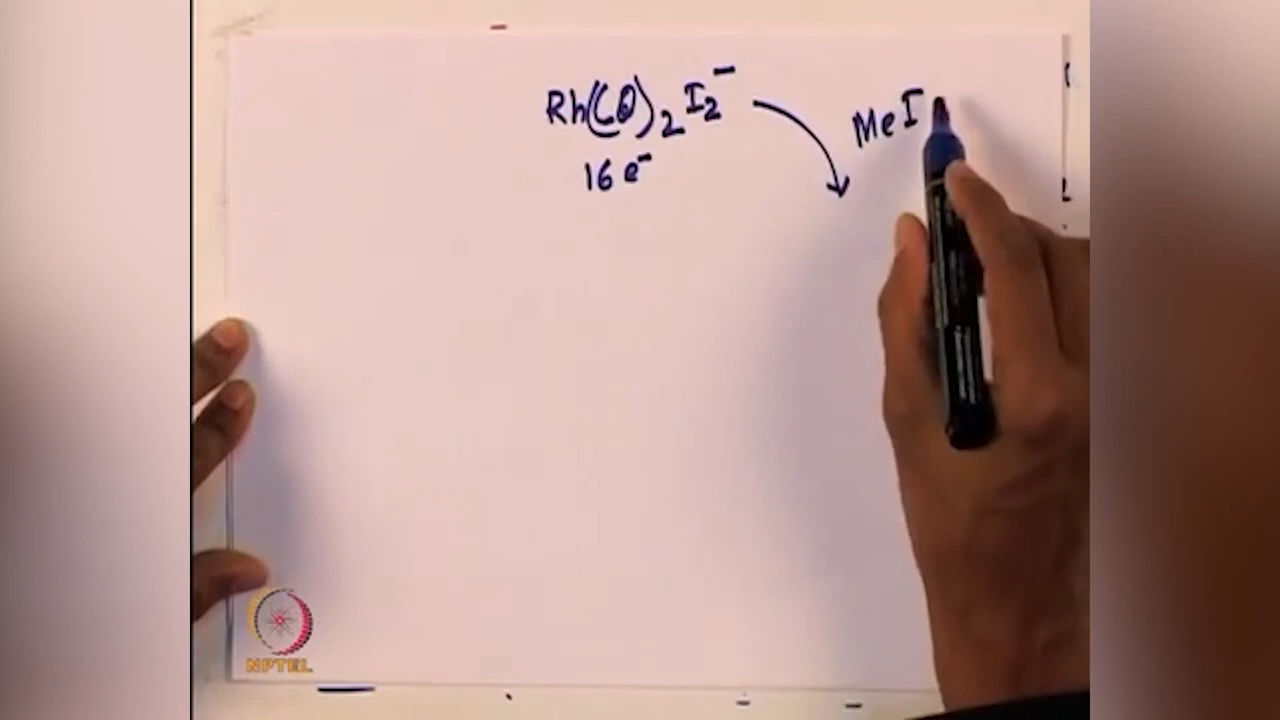 Rh(CO)₂I₂⁻ MeI
16 e⁻
NPTEL